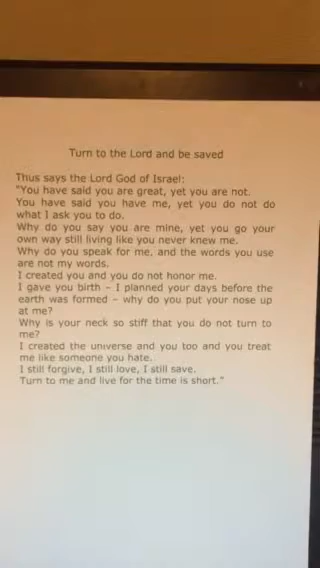 Turn to the Lord and be saved
Thus says the Lord God of Israel:
"You have said you are great, yet you are not.
You have said you have me, yet you do not do
what I ask you to do.
Why do you say you are mine, yet you go your
own way still living like you never knew me.
Why do you speak for me, and the words you use
are not my words.
I created you and you do not honor me.
I gave you birth – I planned your days before the
earth was formed – why do you put your nose up
at me?
Why is your neck so stiff that you do not turn to
me?
I created the universe and you too and you treat
me like someone you hate.
I still forgive, I still love, I still save.
Turn to me and live for the time is short."